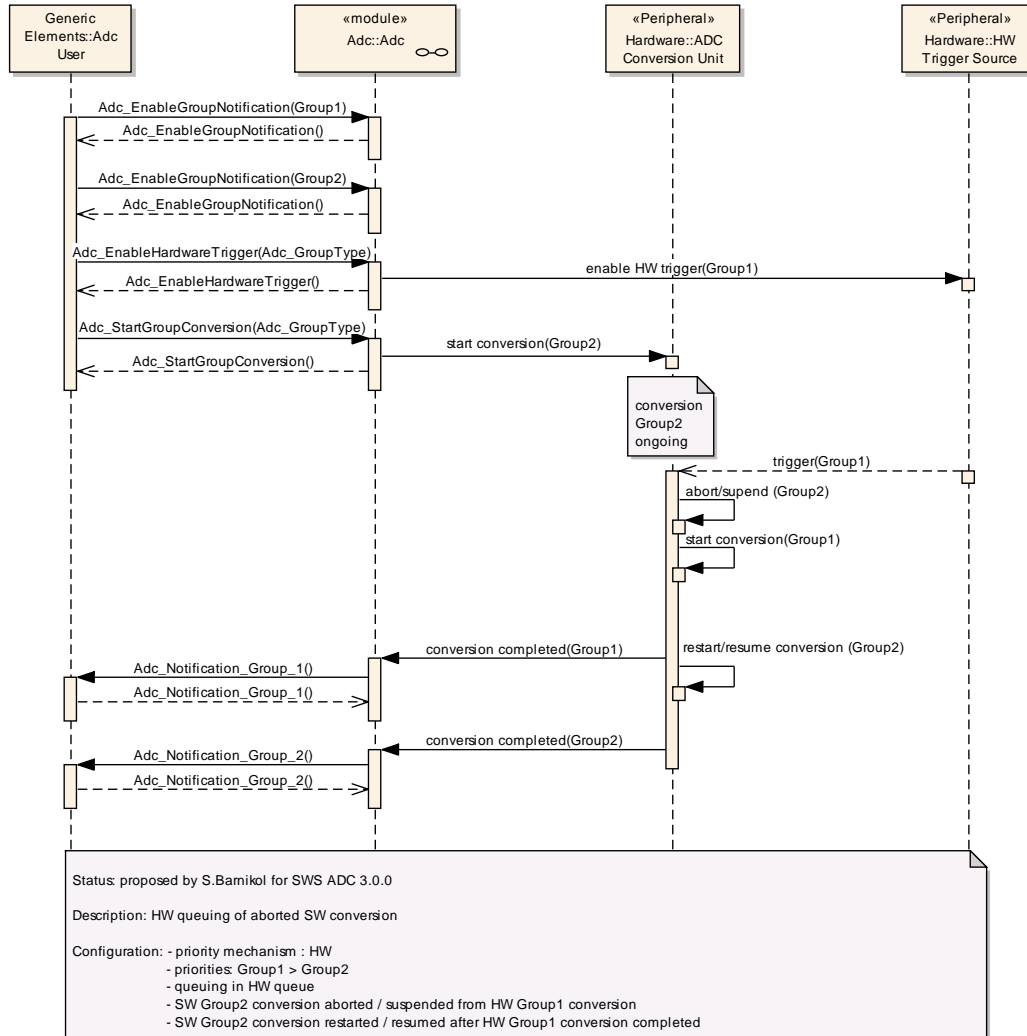 Generic
Elements::Adc
User
«module»
Adc::Adc
«Peripheral»
Hardware::ADC
Conversion Unit
«Peripheral»
Hardware::HW
Trigger Source
Adc_EnableGroupNotification(Group1)
Adc_EnableGroupNotification()
Adc_EnableGroupNotification(Group2)
Adc_EnableGroupNotification()
Adc_EnableHardwareTrigger(Adc_GroupType)
enable HW trigger(Group1)
Adc_EnableHardwareTrigger()
Adc_StartGroupConversion(Adc_GroupType)
start conversion(Group2)
Adc_StartGroupConversion()
conversion
Group2
ongoing
trigger(Group1)
abort/supend (Group2)
start conversion(Group1)
conversion completed(Group1)
restart/resume conversion (Group2)
Adc_Notification_Group_1()
Adc_Notification_Group_1()
conversion completed(Group2)
Adc_Notification_Group_2()
Adc_Notification_Group_2()
Status: proposed by S.Barnikol for SWS ADC 3.0.0
Description: HW queuing of aborted SW conversion
Configuration: - priority mechanism : HW
- priorities: Group1 > Group2
- queuing in HW queue
- SW Group2 conversion aborted / suspended from HW Group1 conversion
- SW Group2 conversion restarted / resumed after HW Group1 conversion completed